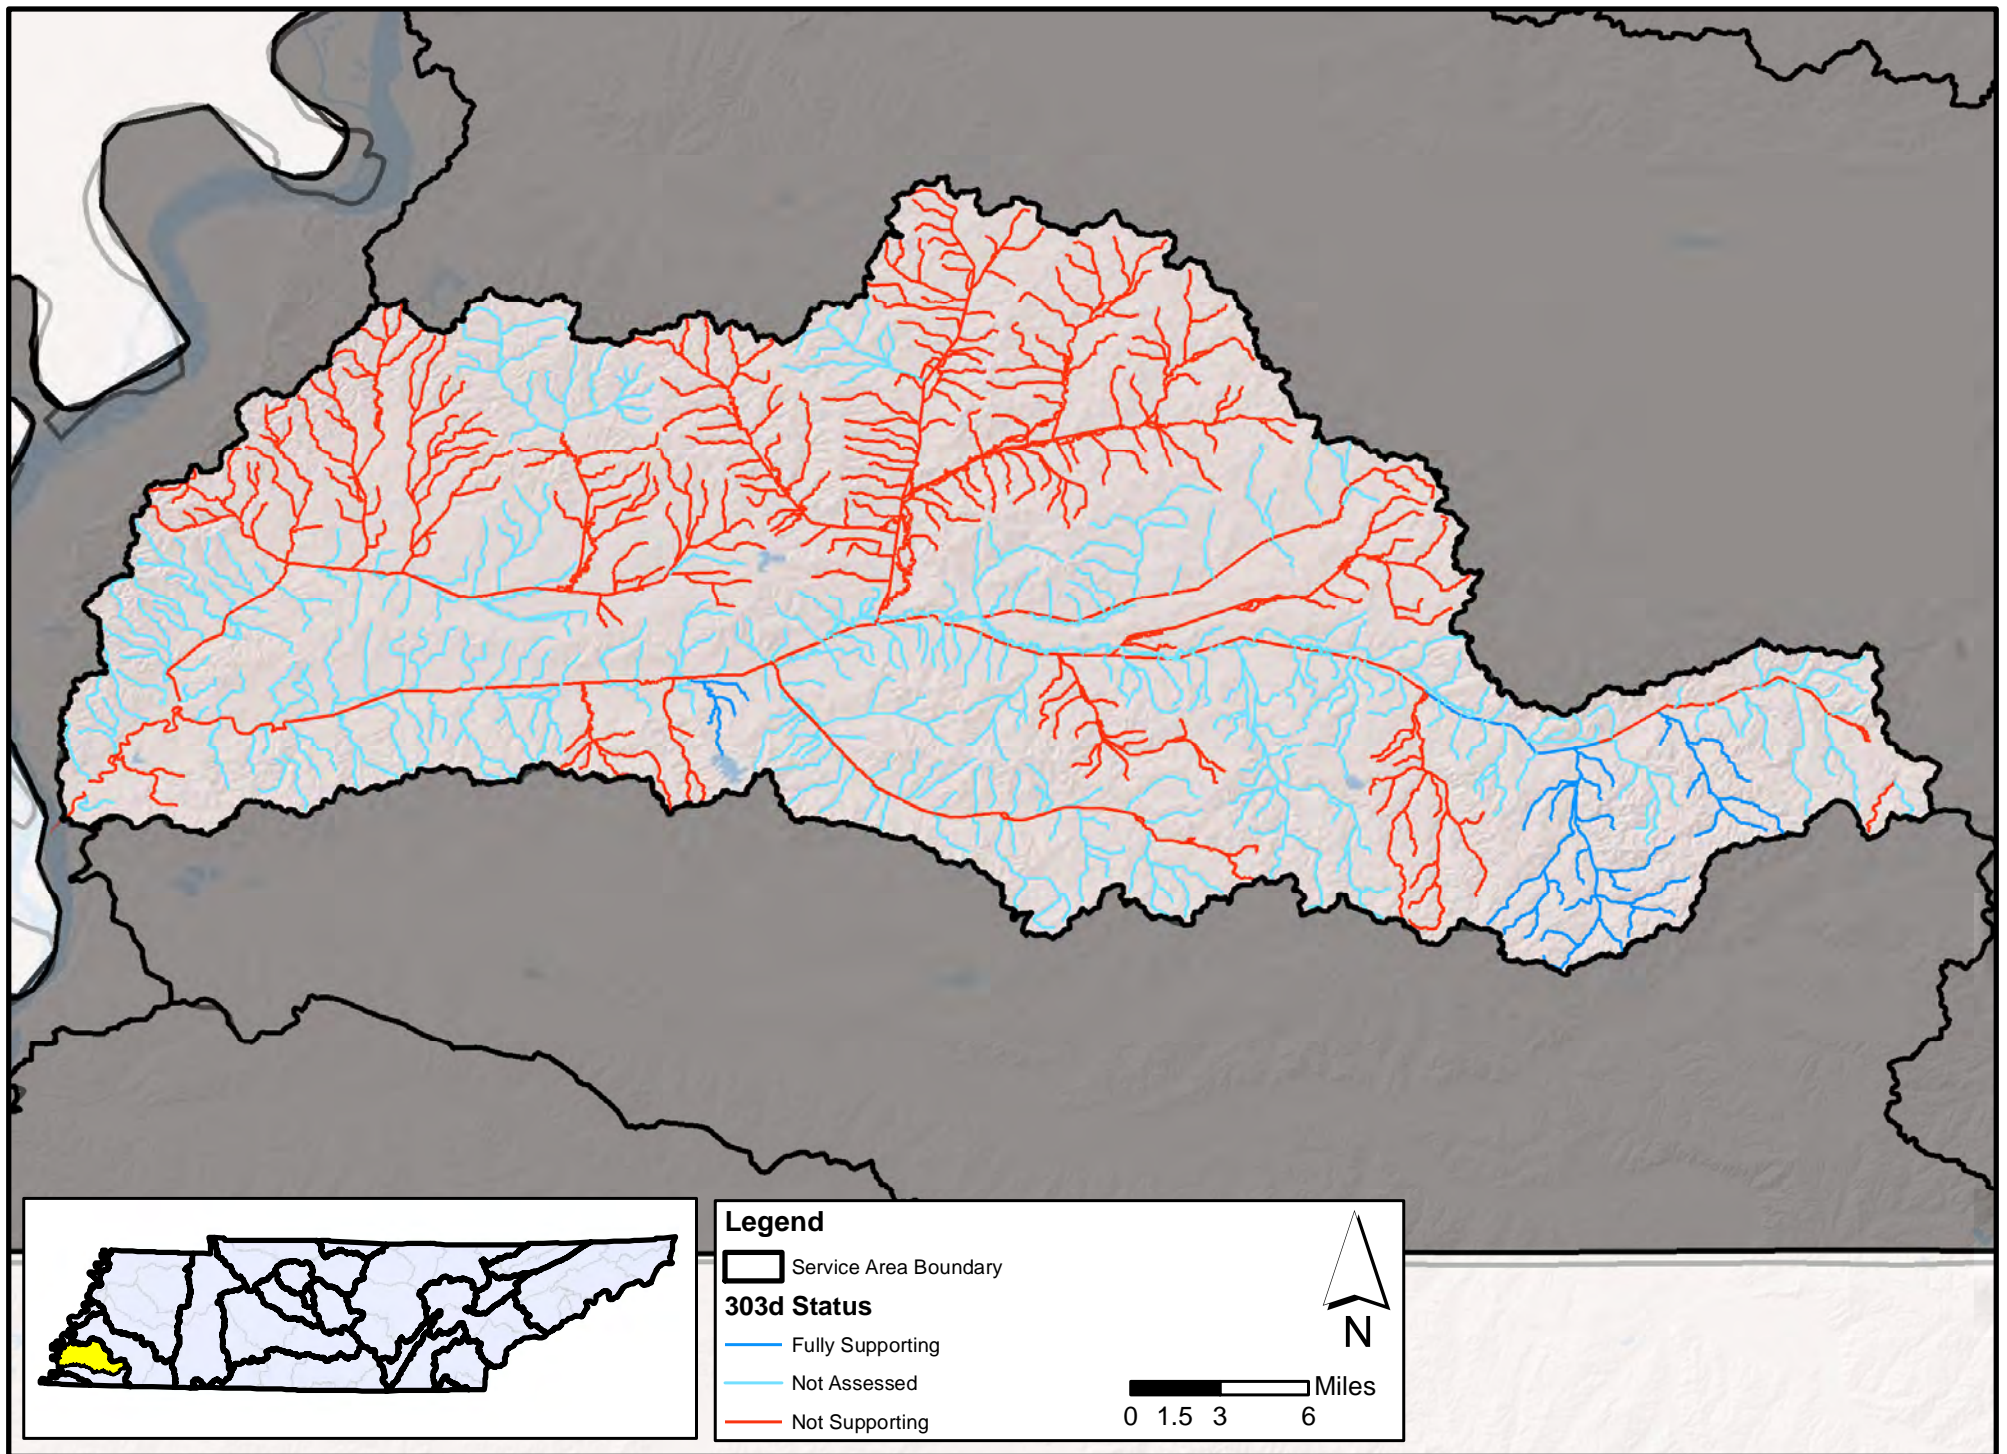 Legend
Service Area Boundary
303d Status
Fully Supporting
Not Assessed
Not Supporting
N
Miles
0 1.5 3 6